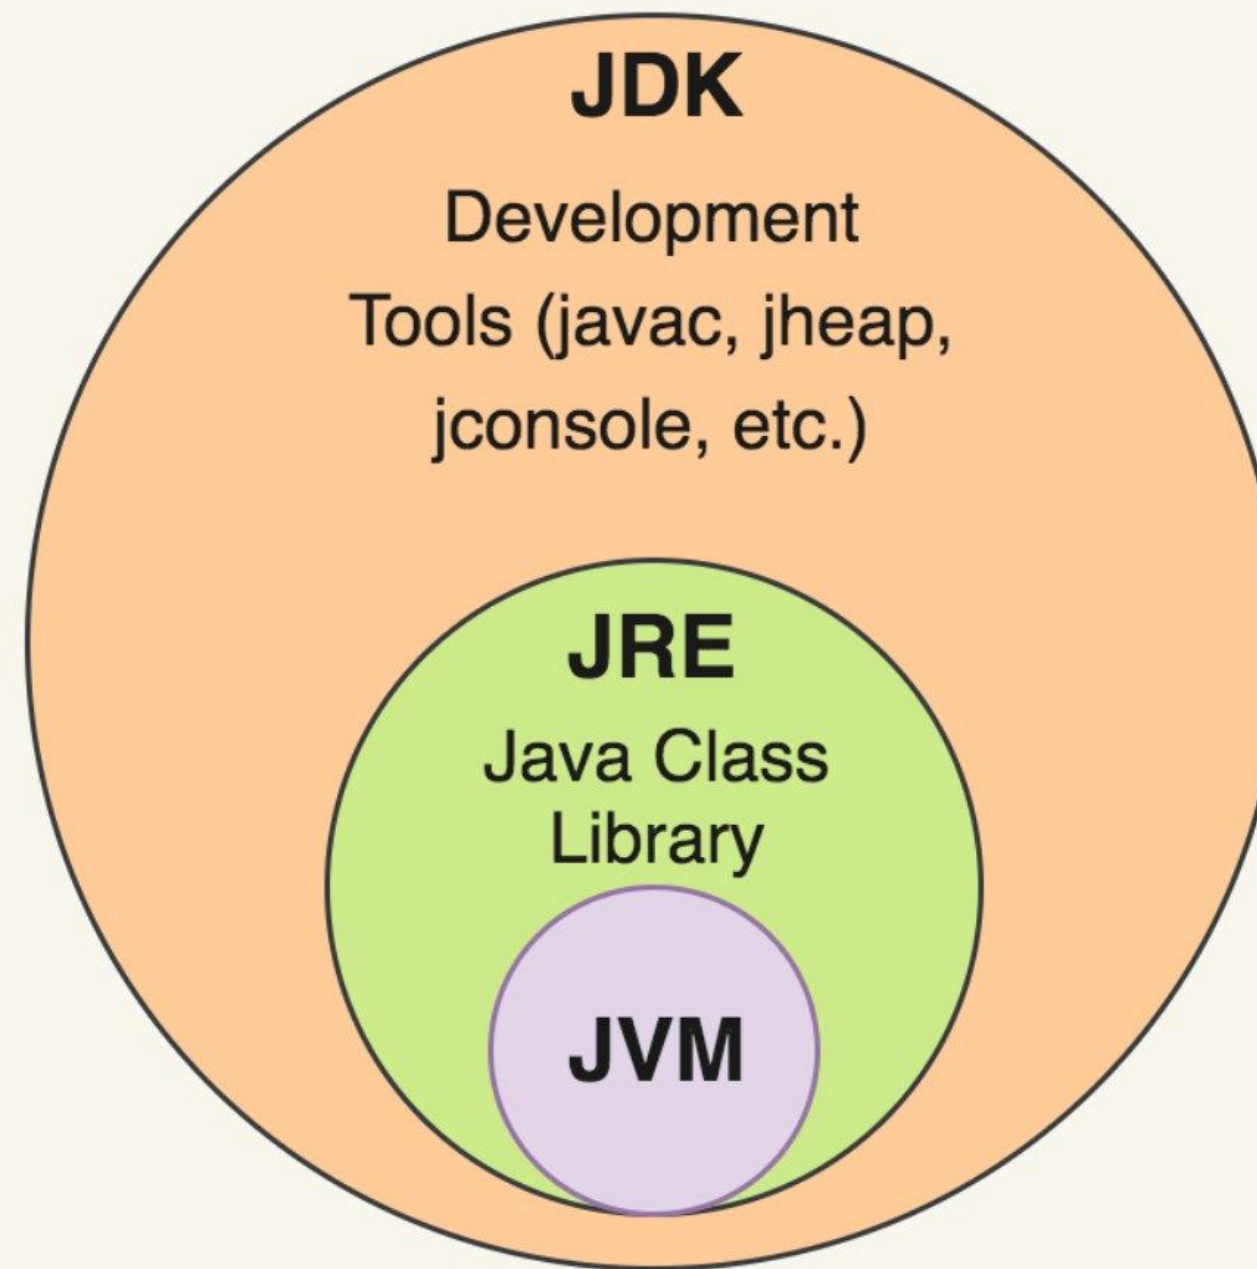 JDK
Development
Tools (javac, jheap,
jconsole, etc.)
JRE
Java Class
Library
JVM